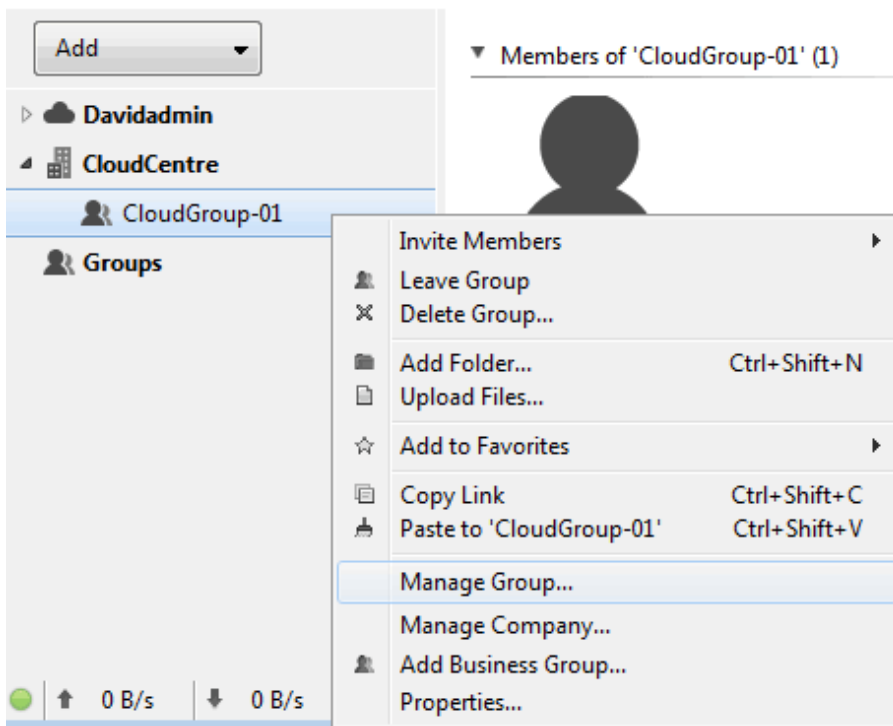 Add
Members of 'CloudGroup-01' (1)
Davidadmin
CloudCentre
CloudGroup-01
Groups
Invite Members
Leave Group
Delete Group...
Add Folder... Ctrl+Shift+N
Upload Files...
Add to Favorites
Copy Link Ctrl+Shift+C
Paste to 'CloudGroup-01' Ctrl+Shift+V
Manage Group...
Manage Company...
Add Business Group...
Properties...
0 B/s 0 B/s